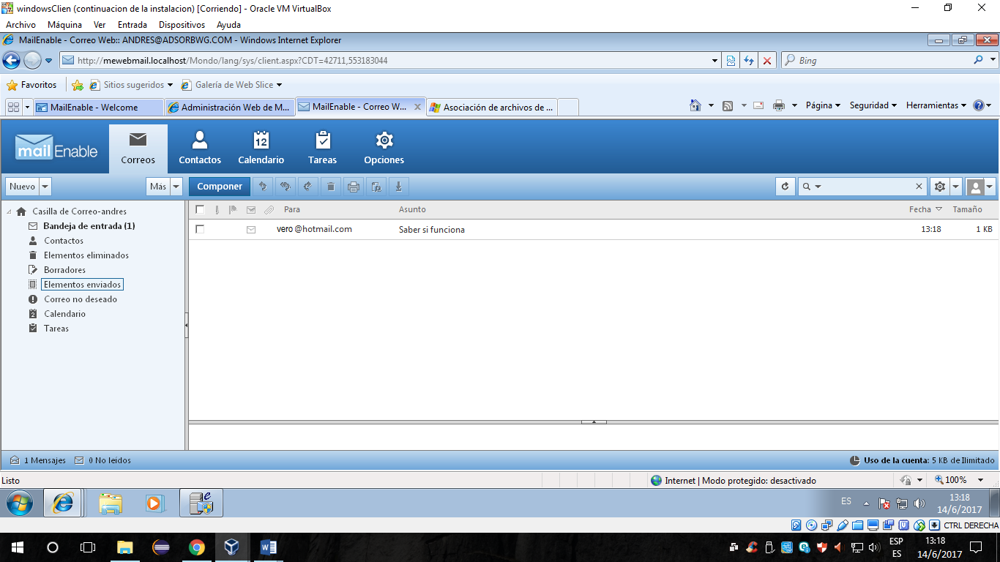 windowsClien (continuacion de la instalacion) [Corriendo] - Oracle VM VirtualBox
Archivo Máquina Ver Entrada Dispositivos Ayuda
MailEnable - Correo Web:: ANDRES@ADSORBWG.COM - Windows Internet Explorer
http://mewebmail.localhost/Mondo/lang/sys/client.aspx?CDT=42711,553183044
Bing
Favoritos Sitios sugeridos Galería de Web Slice
MailEnable - Welcome
Administración Web de M...
MailEnable - Correo W...
Asociación de archivos de ...
Página Seguridad Herramientas
mailEnable
Correos
Contactos
12
Calendario
Tareas
Opciones
Nuevo Más Componer
Casilla de Correo-andres
Para Asunto Fecha Tamaño
Bandeja de entrada (1)
vero @hotmail.com Saber si funciona 13:18 1 KB
Contactos
Elementos eliminados
Borradores
Elementos enviados
Correo no deseado
2 Calendario
Tareas
1 Mensajes 0 No leídos Uso de la cuenta: 5 KB de Ilimitado
Listo Internet | Modo protegido: desactivado 100%
ES 13:18
14/6/2017
CTRL DERECHA
ESP 13:18
ES 14/6/2017